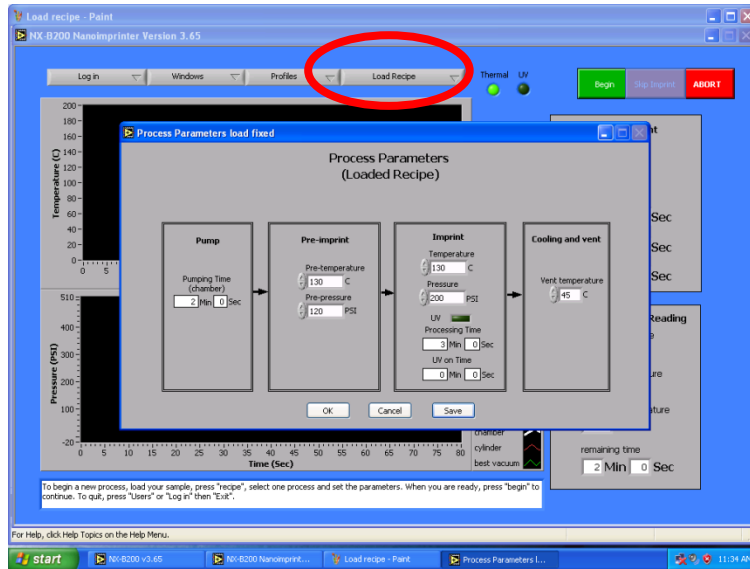 Load recipe - Paint
NX-B200 Nanoimprinter Version 3.65
Log in
Windows
Profiles
Load Recipe
Thermal UV
Begin
Skip Imprint
ABORT
200
180
160
140
120
100
80
60
40
20
0
Temperature (C)
0 5
Process Parameters load fixed
Process Parameters
(Loaded Recipe)
Pump
Pumping Time
(chamber)
2 Min 0 Sec
Pre-imprint
Pre-temperature
130 C
Pre-pressure
120 PSI
Imprint
Temperature
130 C
Pressure
200 PSI
UV
Processing Time
3 Min 0 Sec
UV on Time
0 Min 0 Sec
Cooling and vent
Vent temperature
45 C
OK Cancel Save
Sec
Sec
Sec
Reading
510
400
300
200
100
-20
Pressure (PSI)
0 5 10 15 20 25 30 35 40 45 50 55 60 65 70 75 80
Time (Sec)
chamber
cylinder
best vacuum
remaining time
2 Min 0 Sec
To begin a new process, load your sample, press "recipe", select one process and set the parameters. When you are ready, press "begin" to
continue. To quit, press "Users" or "Log in" then "Exit".
For Help, click Help Topics on the Help Menu.
start
NX-B200 v3.65
NX-B200 Nanoimprint...
Load recipe - Paint
Process Parameters l...
11:34 AM